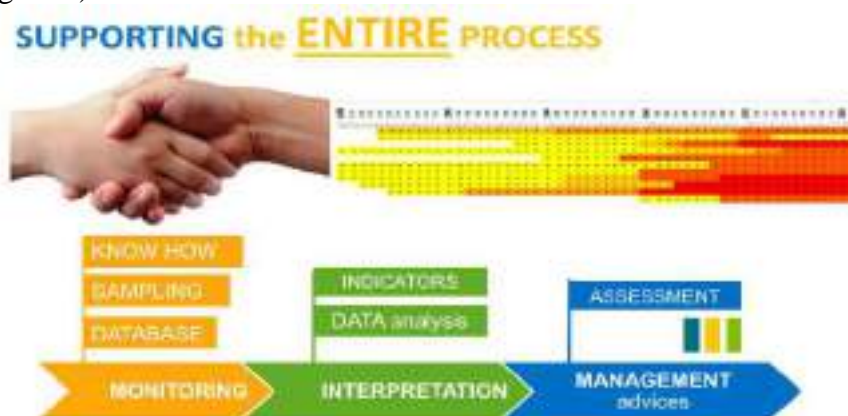 SUPPORTING the ENTIRE PROCESS
KNOW HOW
SAMPLING
DATABASE
INDICATORS
DATA analysis
ASSESSMENT
MONITORING
INTERPRETATION
MANAGEMENT
advices